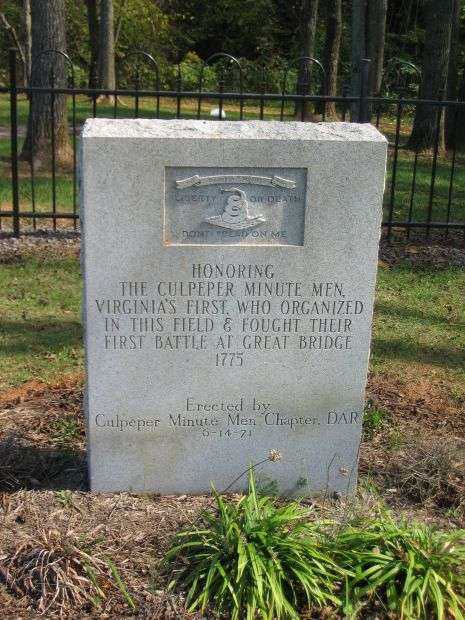 LIBERTY OR DEATH
DONT TREAD ON ME
HONORING
THE CULPEPER MINUTE MEN,
VIRGINIA'S FIRST, WHO ORGANIZED
IN THIS FIELD & FOUGHT THEIR
FIRST BATTLE AT GREAT BRIDGE
1775
Erected by
Culpeper Minute Men Chapter, DAR
6-14-71